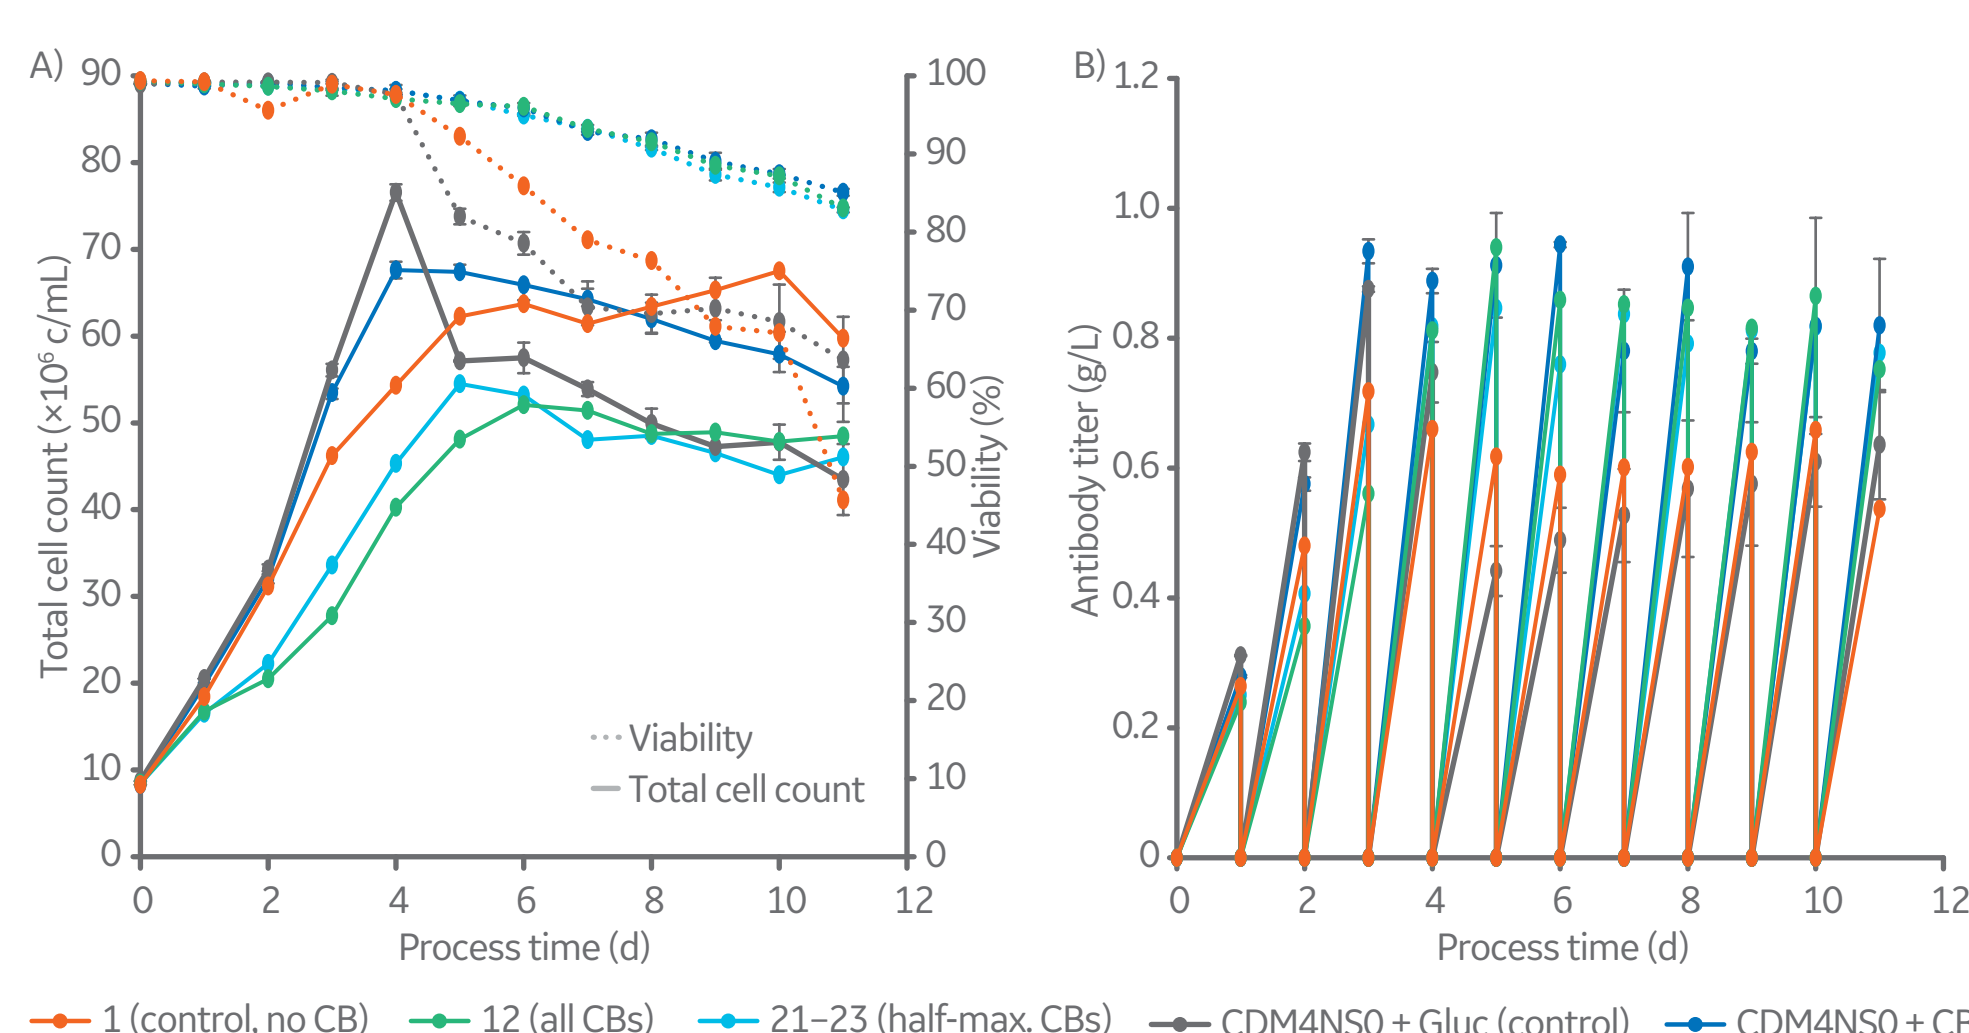 A)
90
80
70
60
50
40
30
20
10
0
Total cell count (×10⁶ c/mL)
100
90
80
70
60
50
40
30
20
10
0
Viability (%)
Viability
Total cell count
0 2 4 6 8 10 12
Process time (d)
B)
1.2
1.0
0.8
0.6
0.4
0.2
0
Antibody titer (g/L)
0 2 4 6 8 10 12
Process time (d)
1 (control, no CB) 12 (all CBs) 21–23 (half-max. CBs) CDM4NS0 + Gluc (control) CDM4NS0 + CB